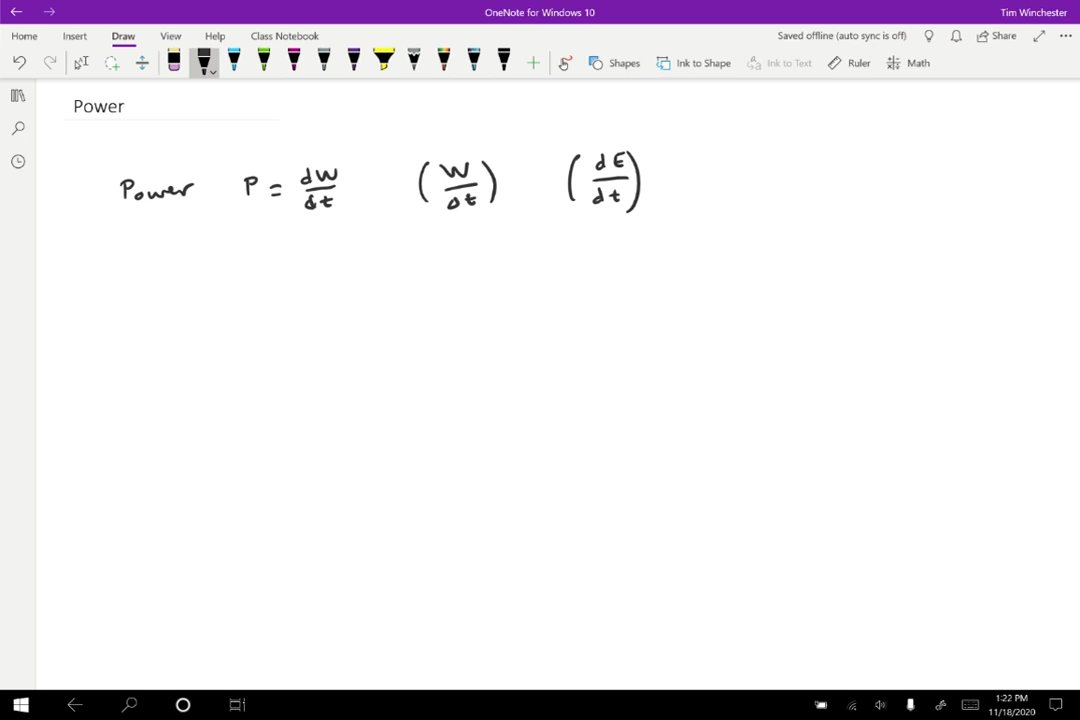 OneNote for Windows 10
Tim Winchester
Home Insert Draw View Help Class Notebook Saved offline (auto sync is off) Share
Shapes Ink to Shape Ink to Text Ruler Math
Power
Power P = dW/dt (W/Δt) (dE/dt)
1:22 PM
11/18/2020